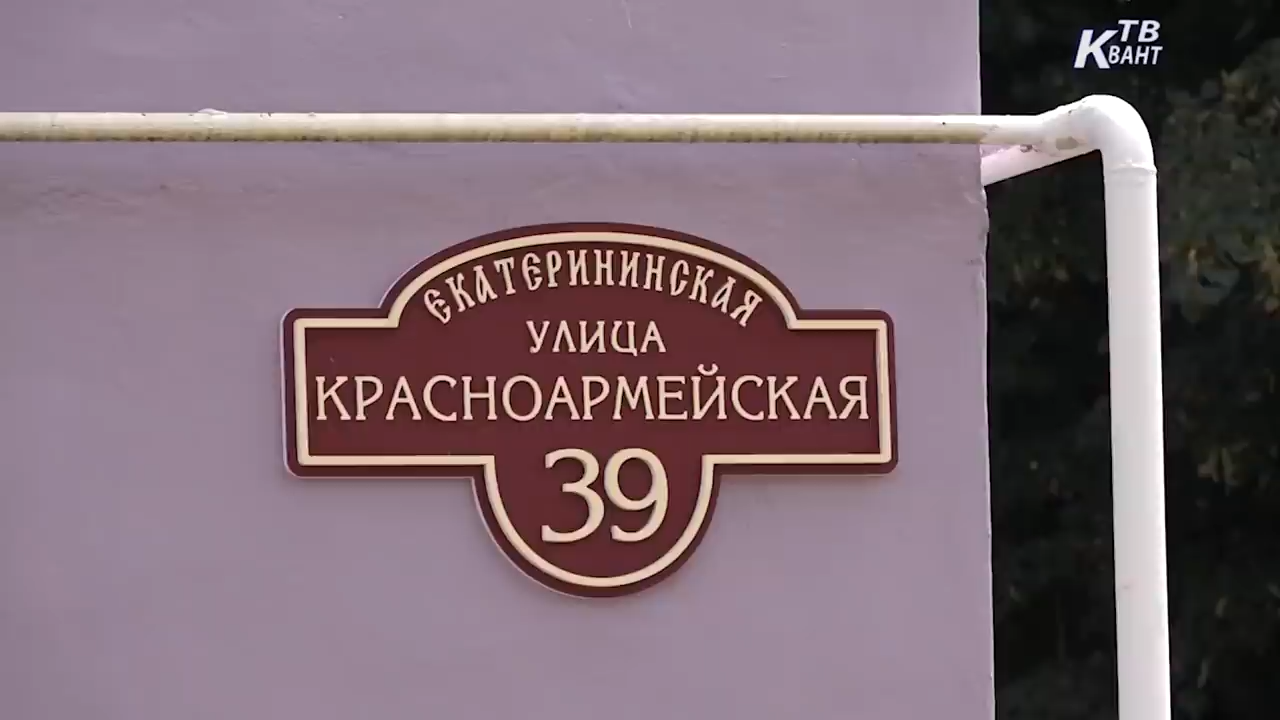 ТВ
КВАНТ
ЕКАТЕРИНИНСКАЯ
УЛИЦА
КРАСНОАРМЕЙСКАЯ
39